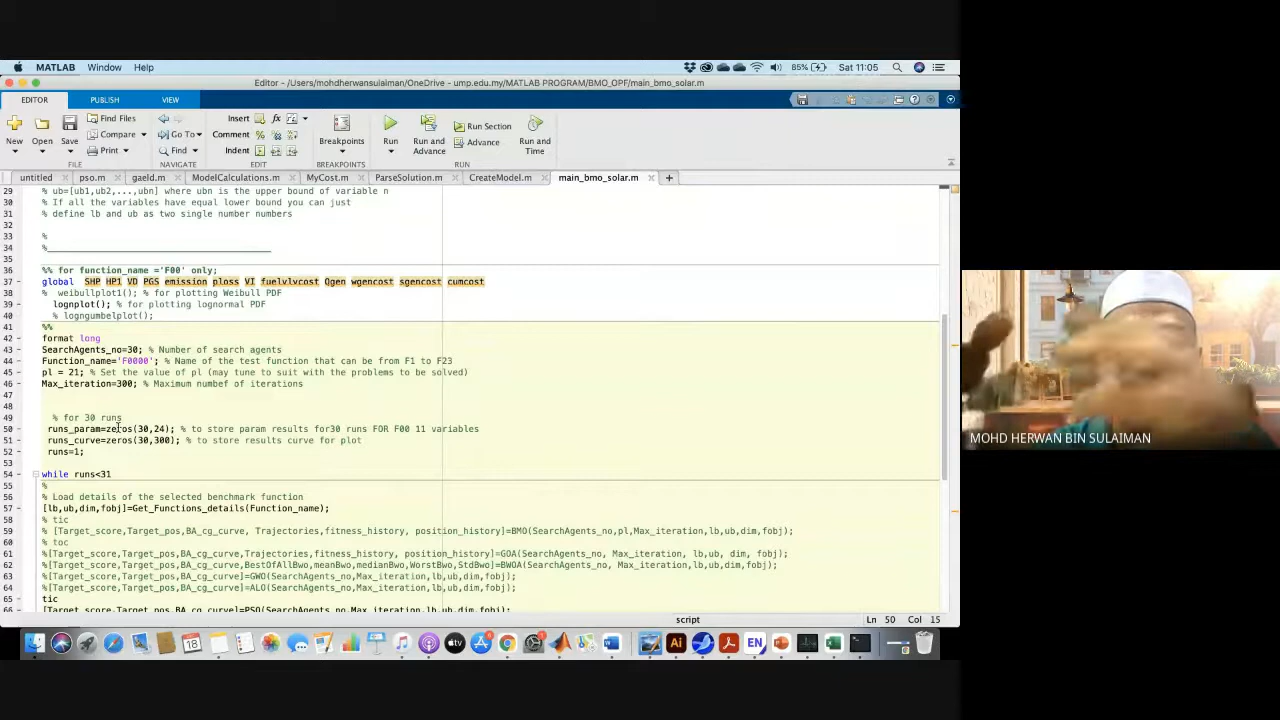 MATLAB Window Help
85% Sat 11:05
Editor - /Users/mohdherwansulaiman/OneDrive - ump.edu.my/MATLAB PROGRAM/BMO_OPF/main_bmo_solar.m
EDITOR PUBLISH VIEW
New Open Save Find Files Compare Print
Go To Find
Insert Comment Indent
Breakpoints
Run Run and Advance Run Section Advance Run and Time
FILE NAVIGATE EDIT BREAKPOINTS RUN
untitled pso.m gaeld.m ModelCalculations.m MyCost.m ParseSolution.m CreateModel.m main_bmo_solar.m
29 % ub=[ub1,ub2,...,ubn] where ubn is the upper bound of variable n
30 % If all the variables have equal lower bound you can just
31 % define lb and ub as two single number numbers
32
33 %
34 %__________________________________________
35
36 %% for function_name ='F00' only;
37 global SHP HP1 VD PGS emission ploss VI fuelvlvcost Qgen wgencost sgencost cumcost
38 % weibullplot1(); % for plotting Weibull PDF
39 lognplot(); % for plotting lognormal PDF
40 % logngumbelplot();
41 %%
42 format long
43 SearchAgents_no=30; % Number of search agents
44 Function_name='F0000'; % Name of the test function that can be from F1 to F23
45 pl = 21; % Set the value of pl (may tune to suit with the problems to be solved)
46 Max_iteration=300; % Maximum numbef of iterations
47
48
49 % for 30 runs
50 runs_param=zeros(30,24); % to store param results for30 runs FOR F00 11 variables
51 runs_curve=zeros(30,300); % to store results curve for plot
52 runs=1;
53
54 while runs<31
55 %
56 % Load details of the selected benchmark function
57 [lb,ub,dim,fobj]=Get_Functions_details(Function_name);
58 % tic
59 % [Target_score,Target_pos,BA_cg_curve, Trajectories,fitness_history, position_history]=BMO(SearchAgents_no,pl,Max_iteration,lb,ub,dim,fobj);
60 % toc
61 %[Target_score,Target_pos,BA_cg_curve,Trajectories,fitness_history, position_history]=GOA(SearchAgents_no, Max_iteration, lb,ub, dim, fobj);
62 %[Target_score,Target_pos,BA_cg_curve,BestOfAllBwo,meanBwo,medianBwo,WorstBwo,StdBwo]=BWOA(SearchAgents_no, Max_iteration,lb,ub,dim,fobj);
63 %[Target_score,Target_pos,BA_cg_curve]=GWO(SearchAgents_no,Max_iteration,lb,ub,dim,fobj);
64 %[Target_score,Target_pos,BA_cg_curve]=ALO(SearchAgents_no,Max_iteration,lb,ub,dim,fobj);
65 tic
66 [Target_score,Target_pos,BA_cg_curve]=PSO(SearchAgents_no,Max_iteration,lb,ub,dim,fobj);
script Ln 50 Col 15
MOHD HERWAN BIN SULAIMAN